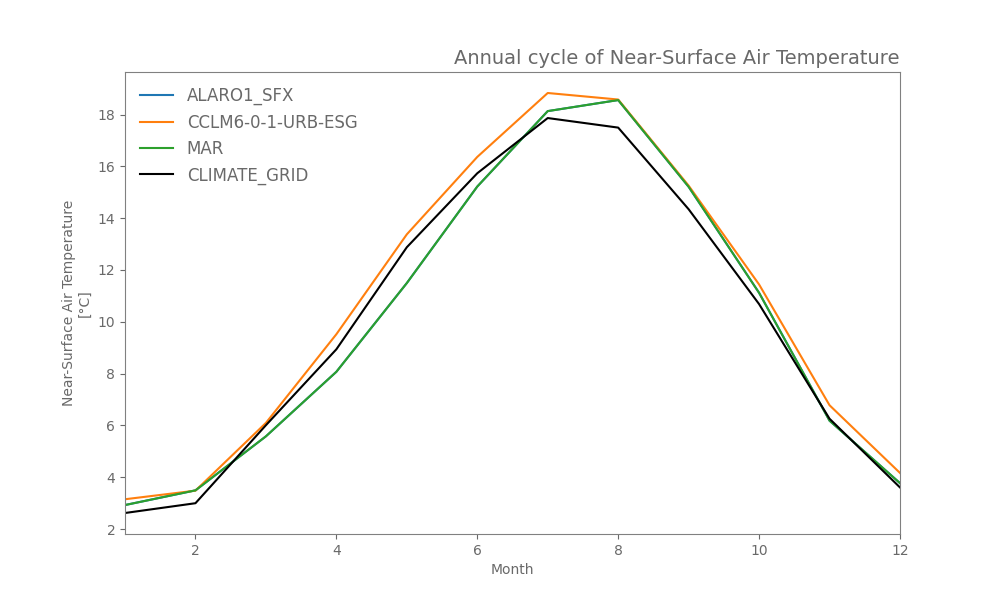 Annual cycle of Near-Surface Air Temperature
ALARO1_SFX
CCLM6-0-1-URB-ESG
MAR
CLIMATE_GRID
Near-Surface Air Temperature
[°C]
18
16
14
12
10
8
6
4
2
2 4 6 8 10 12
Month